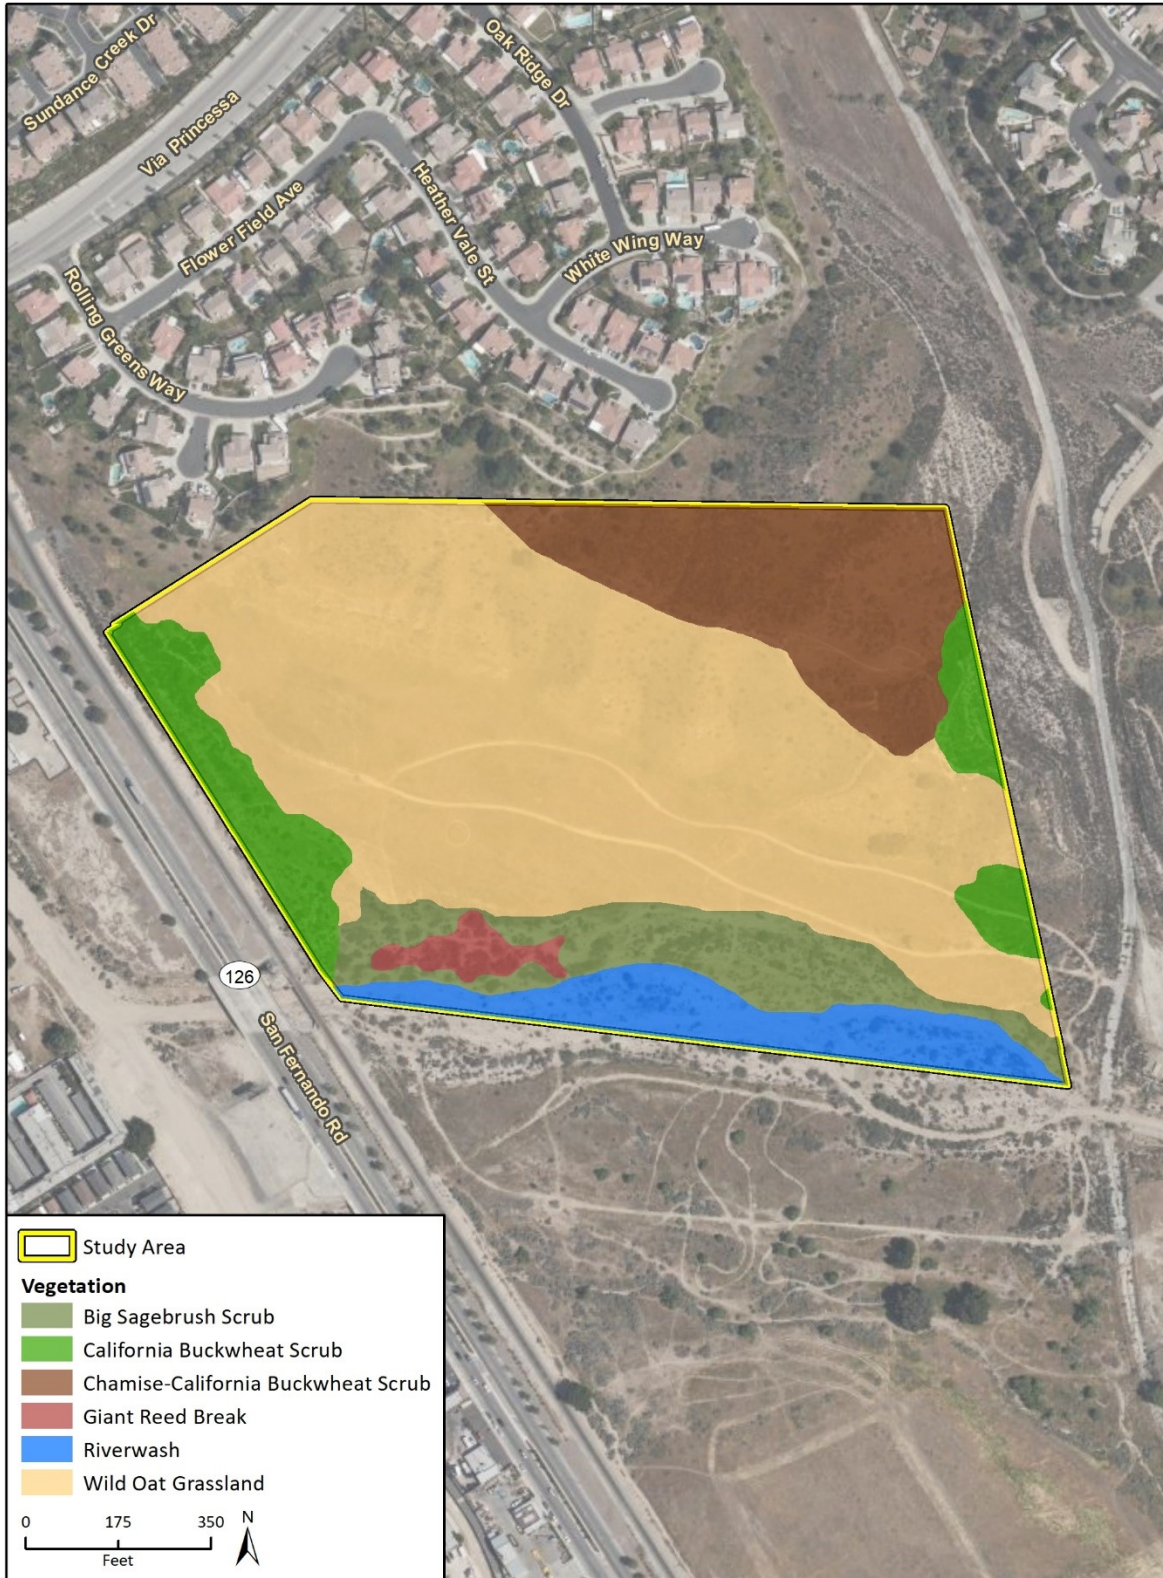 Sundance Creek Dr
Via Princessa
Oak Ridge Dr
Flower Field Ave
Heather Vale St
White Wing Way
Rolling Greens Way
126
San Fernando Rd
Study Area
Vegetation
Big Sagebrush Scrub
California Buckwheat Scrub
Chamise-California Buckwheat Scrub
Giant Reed Break
Riverwash
Wild Oat Grassland
0 175 350 N
Feet